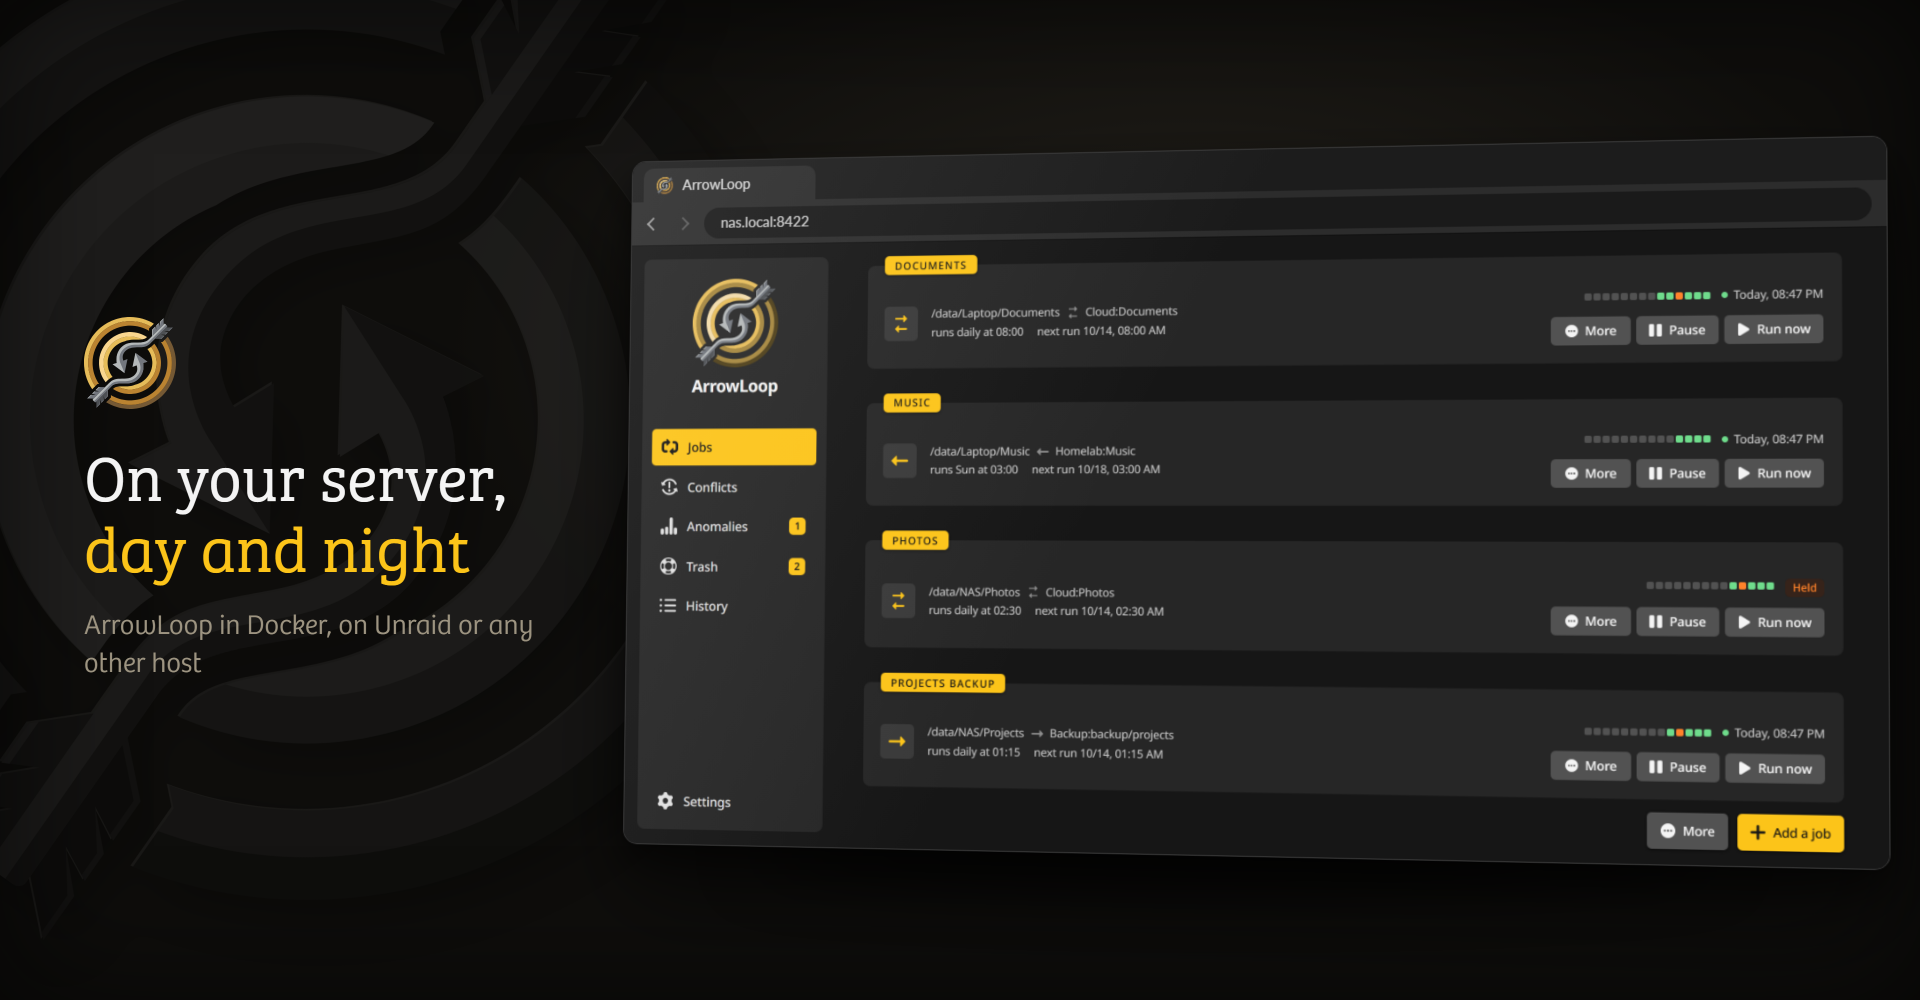 On your server,
day and night
ArrowLoop in Docker, on Unraid or any
other host
ArrowLoop
nas.local:8422
ArrowLoop
Jobs
Conflicts
Anomalies 1
Trash 2
History
Settings
DOCUMENTS
/data/Laptop/Documents ⇄ Cloud:Documents
runs daily at 08:00 next run 10/14, 08:00 AM
Today, 08:47 PM
More Pause Run now
MUSIC
/data/Laptop/Music ← Homelab:Music
runs Sun at 03:00 next run 10/18, 03:00 AM
Today, 08:47 PM
More Pause Run now
PHOTOS
/data/NAS/Photos ⇄ Cloud:Photos
runs daily at 02:30 next run 10/14, 02:30 AM
Held
More Pause Run now
PROJECTS BACKUP
/data/NAS/Projects → Backup:backup/projects
runs daily at 01:15 next run 10/14, 01:15 AM
Today, 08:47 PM
More Pause Run now
More Add a job